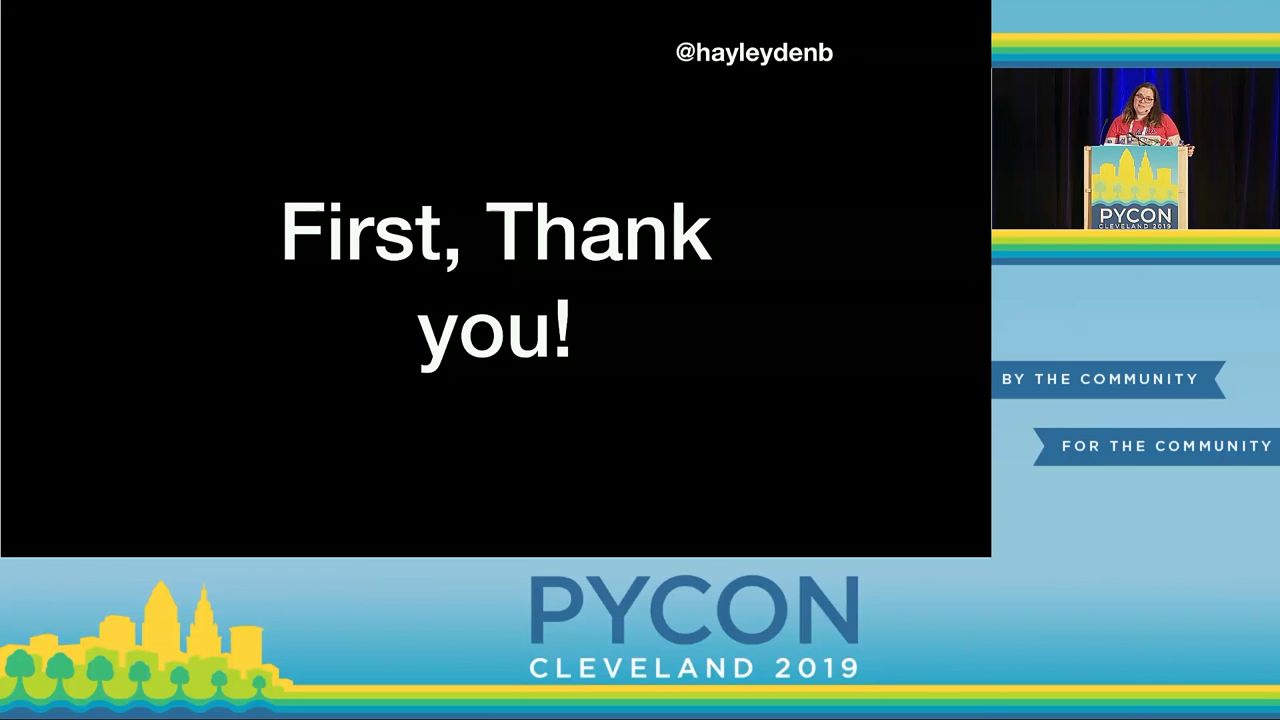 @hayleydenb
First, Thank
you!
PYCON
CLEVELAND 2019
BY THE COMMUNITY
FOR THE COMMUNITY
PYCON
CLEVELAND 2019